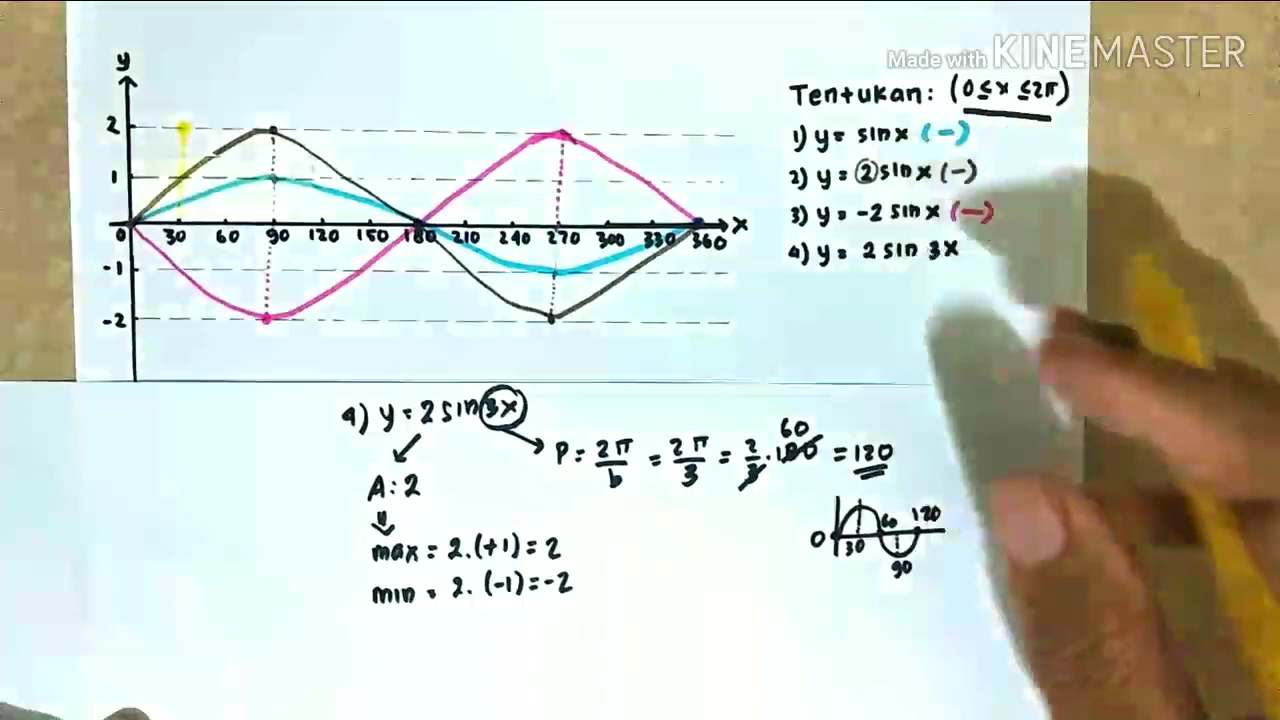 Made with KINEMASTER
Tentukan: (0≤x≤2π)
1) y = sin x (-)
2) y = 2 sin x (-)
3) y = -2 sin x (-)
4) y = 2 sin 3x
y
2
1
0 30 60 90 120 150 180 210 240 270 300 330 360 x
-1
-2
4) y = 2 sin 3x
A: 2
P = 2π/b = 2π/3 = 2/3 . 180 = 120
60
max = 2.(+1) = 2
min = 2. (-1) = -2
0 30 60 90 120